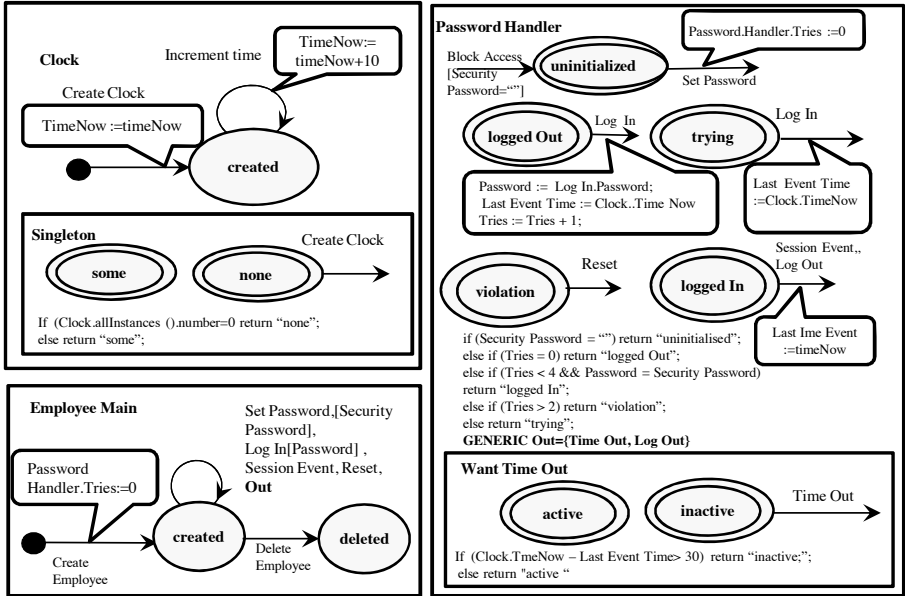 Clock
Increment time
TimeNow:=
timeNow+10
Create Clock
TimeNow :=timeNow
created
Singleton
Create Clock
some
none
If (Clock.allInstances ().number=0 return “none”;
else return “some”;
Employee Main
Set Password,[Security
Password],
Log In[Password] ,
Session Event, Reset,
Out
Password
Handler.Tries:=0
created
deleted
Create
Employee
Delete
Employee
Password Handler
Password.Handler.Tries :=0
Block Access
[Security
Password=“”]
uninitialized
Set Password
logged Out
Log In
trying
Log In
Password := Log In.Password;
Last Event Time := Clock..Time Now
Tries := Tries + 1;
Last Event Time
:=Clock.TimeNow
violation
Reset
logged In
Session Event,,
Log Out
Last Ime Event
:=timeNow
if (Security Password = “”) return “uninitialised”;
else if (Tries = 0) return “logged Out”;
else if (Tries < 4 && Password = Security Password)
return “logged In”;
else if (Tries > 2) return “violation”;
else return “trying”;
GENERIC Out={Time Out, Log Out}
Want Time Out
active
inactive
Time Out
If (Clock.TmeNow – Last Event Time> 30) return “inactive;”;
else return "active “